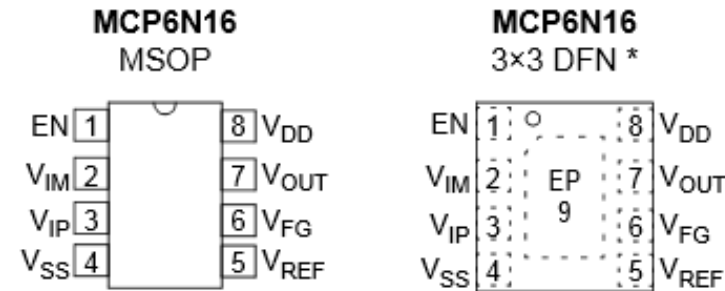 MCP6N16 MCP6N16
MSOP 3×3 DFN *
EN 1 8 VDD EN 1 8 VDD
VIM 2 7 VOUT VIM 2 EP 7 VOUT
VIP 3 6 VFG VIP 3 9 6 VFG
VSS 4 5 VREF VSS 4 5 VREF